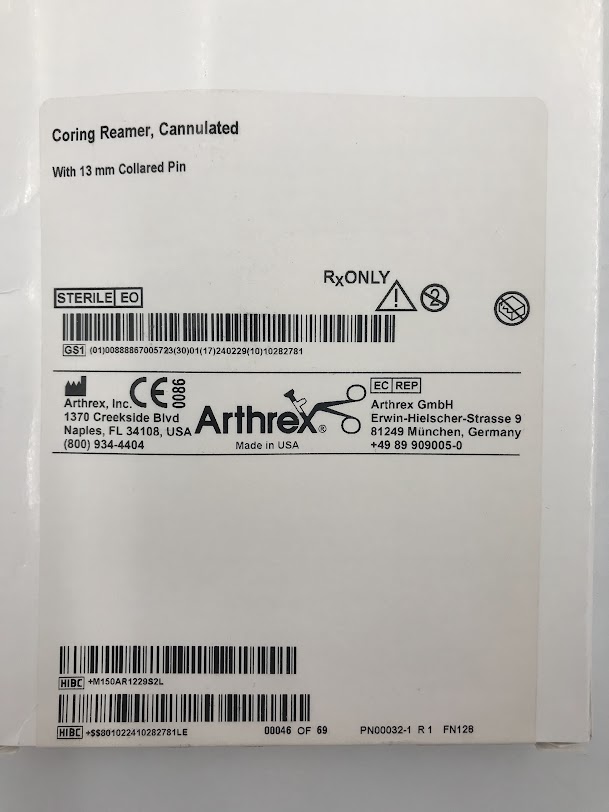 Coring Reamer, Cannulated
With 13 mm Collared Pin
RxONLY
STERILE EO
2
GS1 (01)00888867005723(30)01(17)240229(10)10282781
CE 0086
Arthrex, Inc.
1370 Creekside Blvd
Naples, FL 34108, USA
(800) 934-4404
Arthrex®
Made in USA
EC REP
Arthrex GmbH
Erwin-Hielscher-Strasse 9
81249 München, Germany
+49 89 909005-0
HIBC +M150AR1229S2L
HIBC +$$801022410282781LE 00046 OF 69 PN00032-1 R 1 FN128